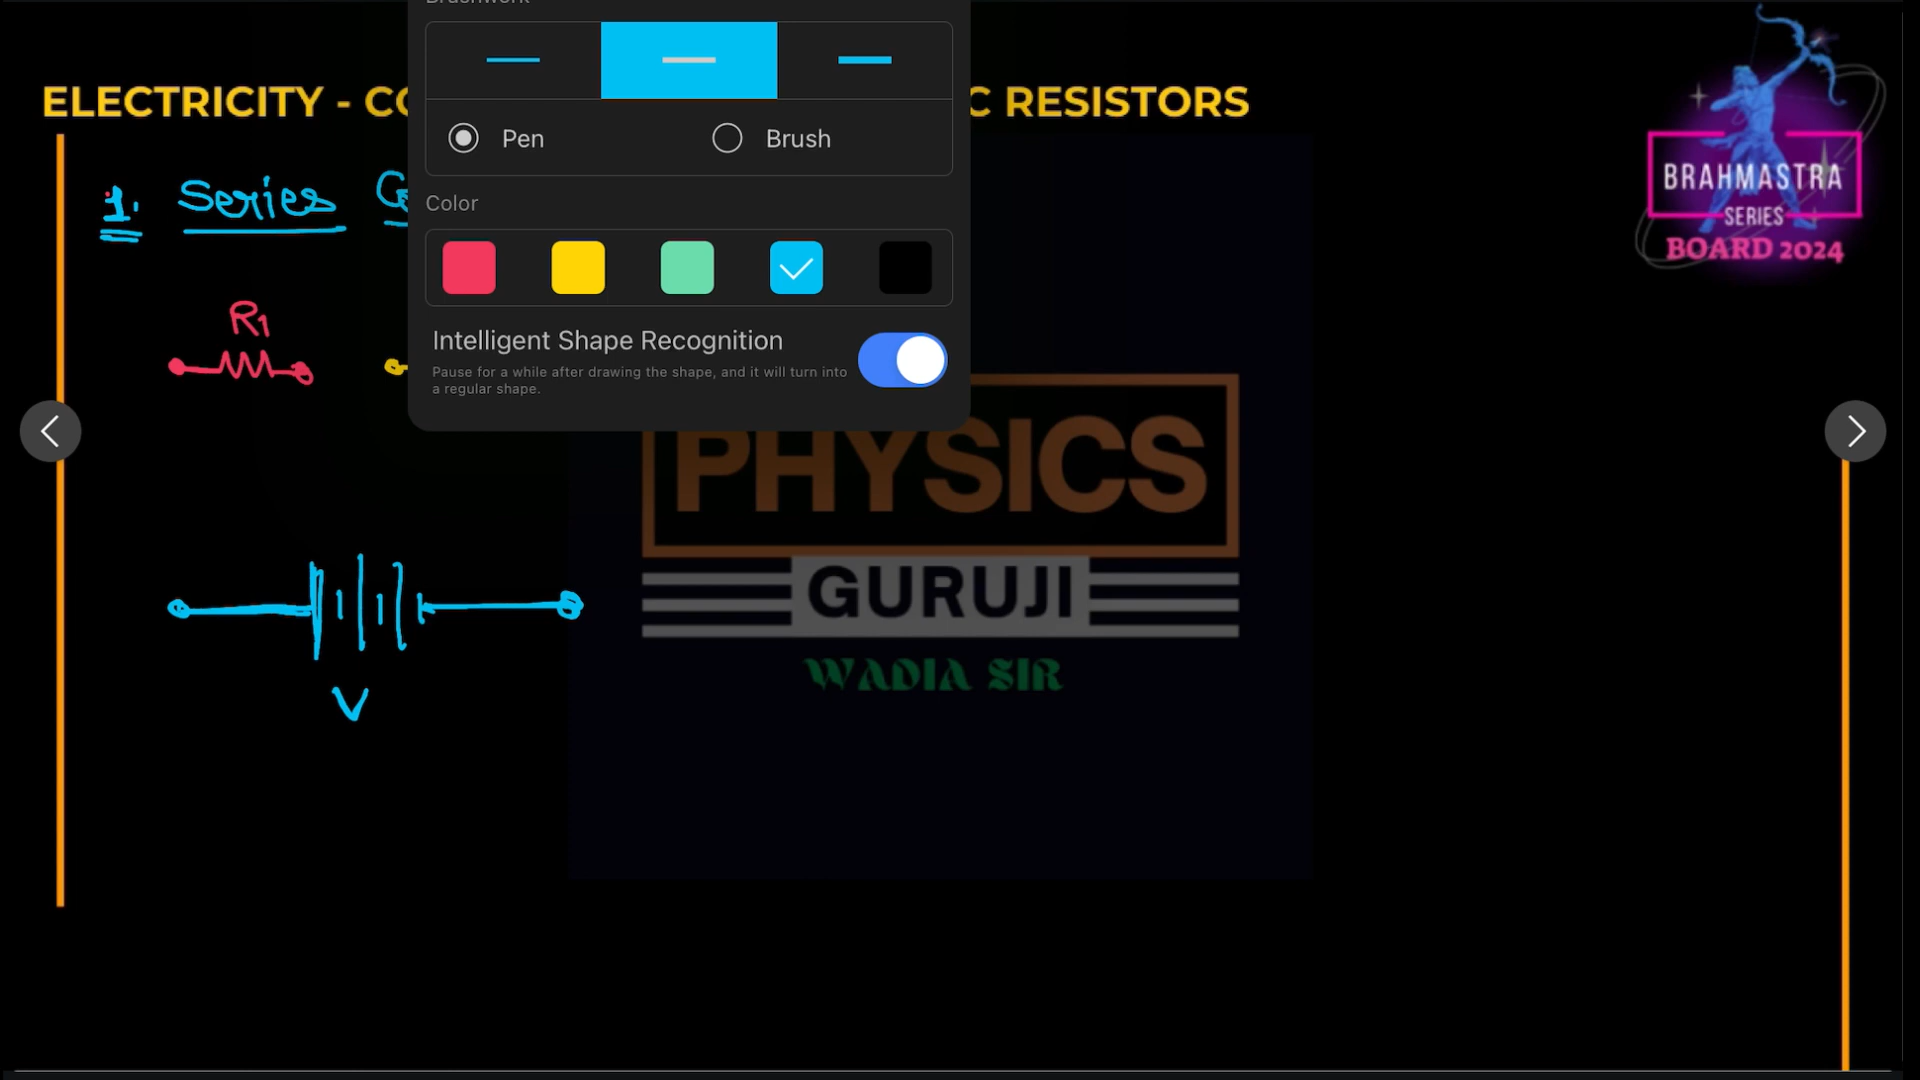 ELECTRICITY - CO
C RESISTORS
Pen
Brush
1. Series
Color
R1
Intelligent Shape Recognition
Pause for a while after drawing the shape, and it will turn into
a regular shape.
V
PHYSICS
GURUJI
WADIA SIR
BRAHMASTRA
SERIES
BOARD 2024